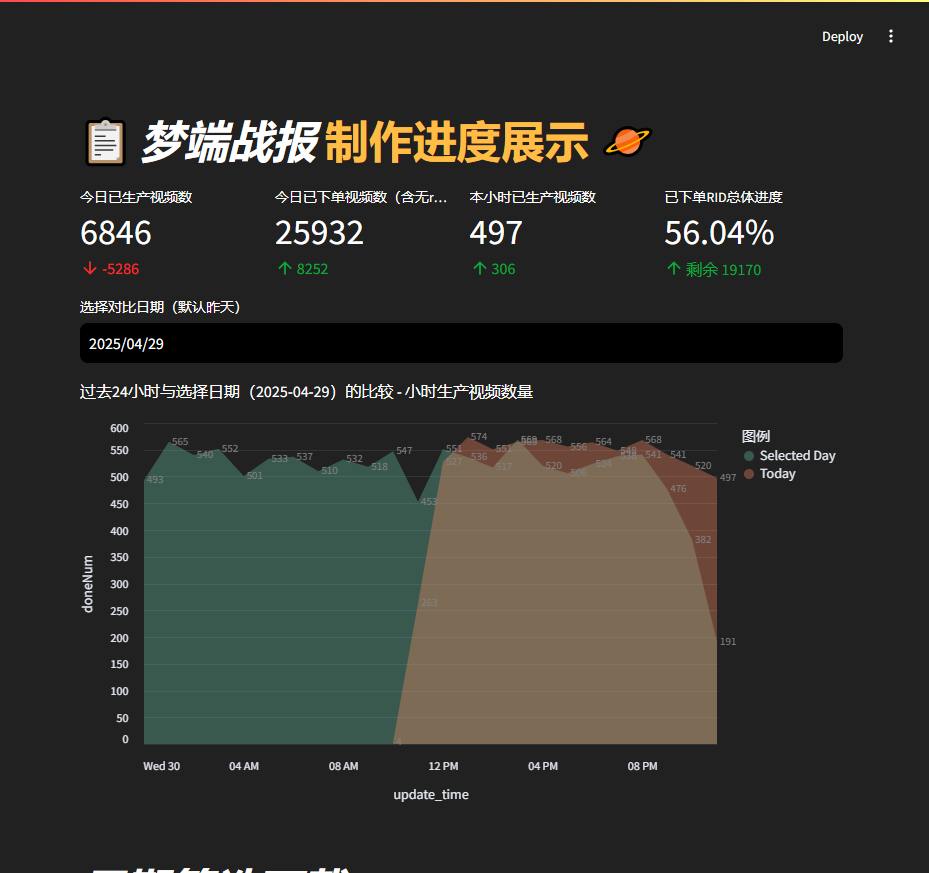 Deploy
梦端战报 制作进度展示
今日已生产视频数
6846
-5286
今日已下单视频数（含无r...
25932
8252
本小时已生产视频数
497
306
已下单RID总体进度
56.04%
剩余 19170
选择对比日期（默认昨天）
2025/04/29
过去24小时与选择日期（2025-04-29）的比较 - 小时生产视频数量
图例
Selected Day
Today
doneNum
600
550
500
450
400
350
300
250
200
150
100
50
0
493
565
540
552
501
533
537
510
532
518
547
453
551
536
517
520
541
476
382
191
4
263
527
574
551
568
556
564
568
541
520
497
Wed 30
04 AM
08 AM
12 PM
04 PM
08 PM
update_time